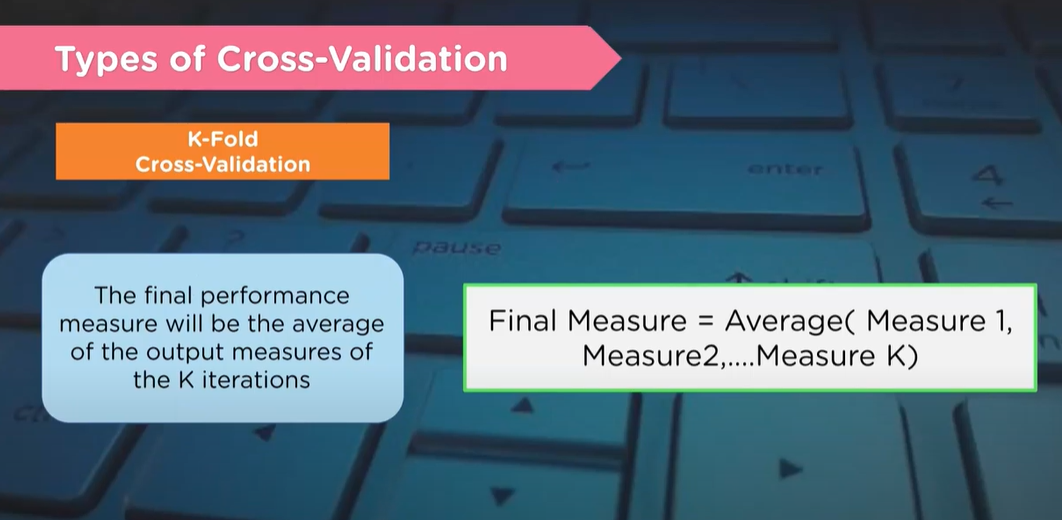 Types of Cross-Validation
K-Fold
Cross-Validation
The final performance
measure will be the average
of the output measures of
the K iterations
Final Measure = Average( Measure 1,
Measure2,....Measure K)
enter
4
pause
?